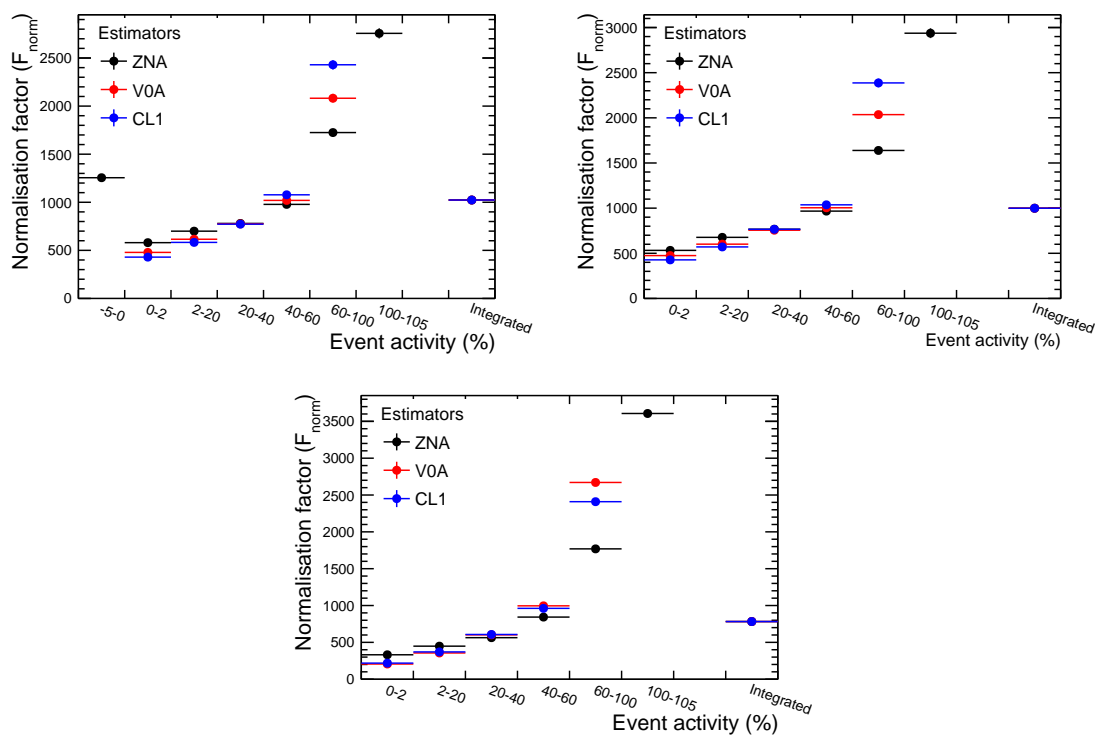 Normalisation factor (F_norm)
Estimators
ZNA
V0A
CL1
2500
2000
1500
1000
500
0
-5-0 0-2 2-20 20-40 40-60 60-100 100-105 Integrated
Event activity (%)
Normalisation factor (F_norm)
Estimators
ZNA
V0A
CL1
3000
2500
2000
1500
1000
500
0
0-2 2-20 20-40 40-60 60-100 100-105 Integrated
Event activity (%)
Normalisation factor (F_norm)
Estimators
ZNA
V0A
CL1
3500
3000
2500
2000
1500
1000
500
0
0-2 2-20 20-40 40-60 60-100 100-105 Integrated
Event activity (%)